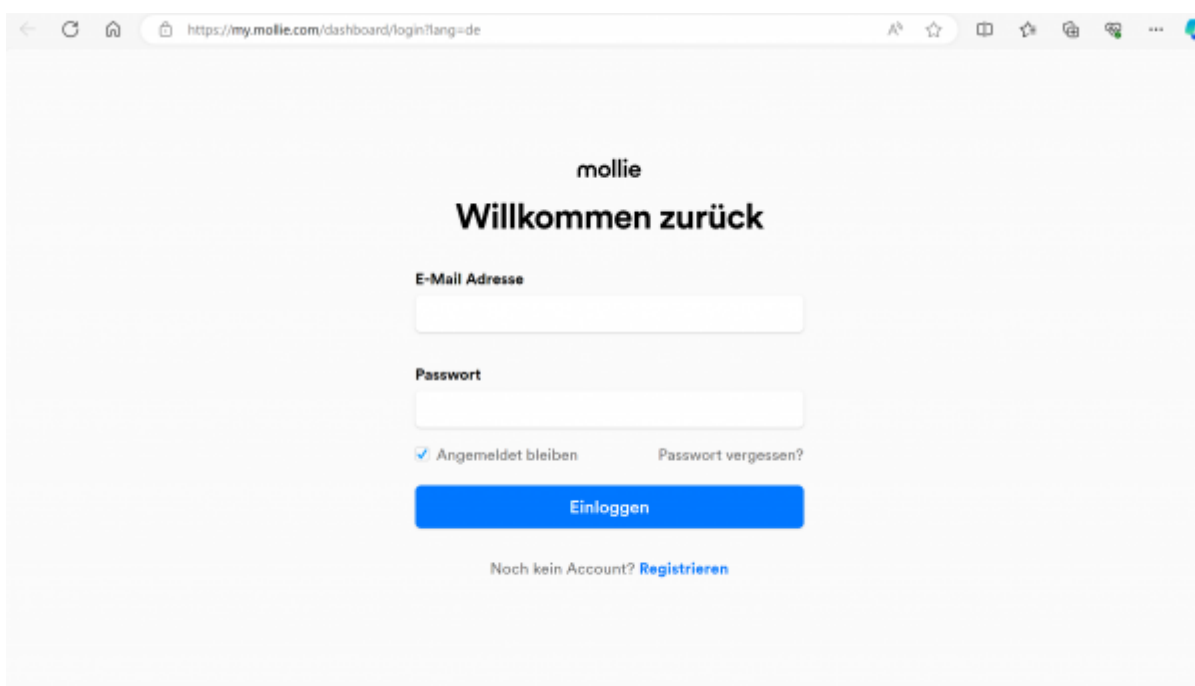 https://my.mollie.com/dashboard/login?lang=de
mollie
Willkommen zurück
E-Mail Adresse
Passwort
Angemeldet bleiben Passwort vergessen?
Einloggen
Noch kein Account? Registrieren